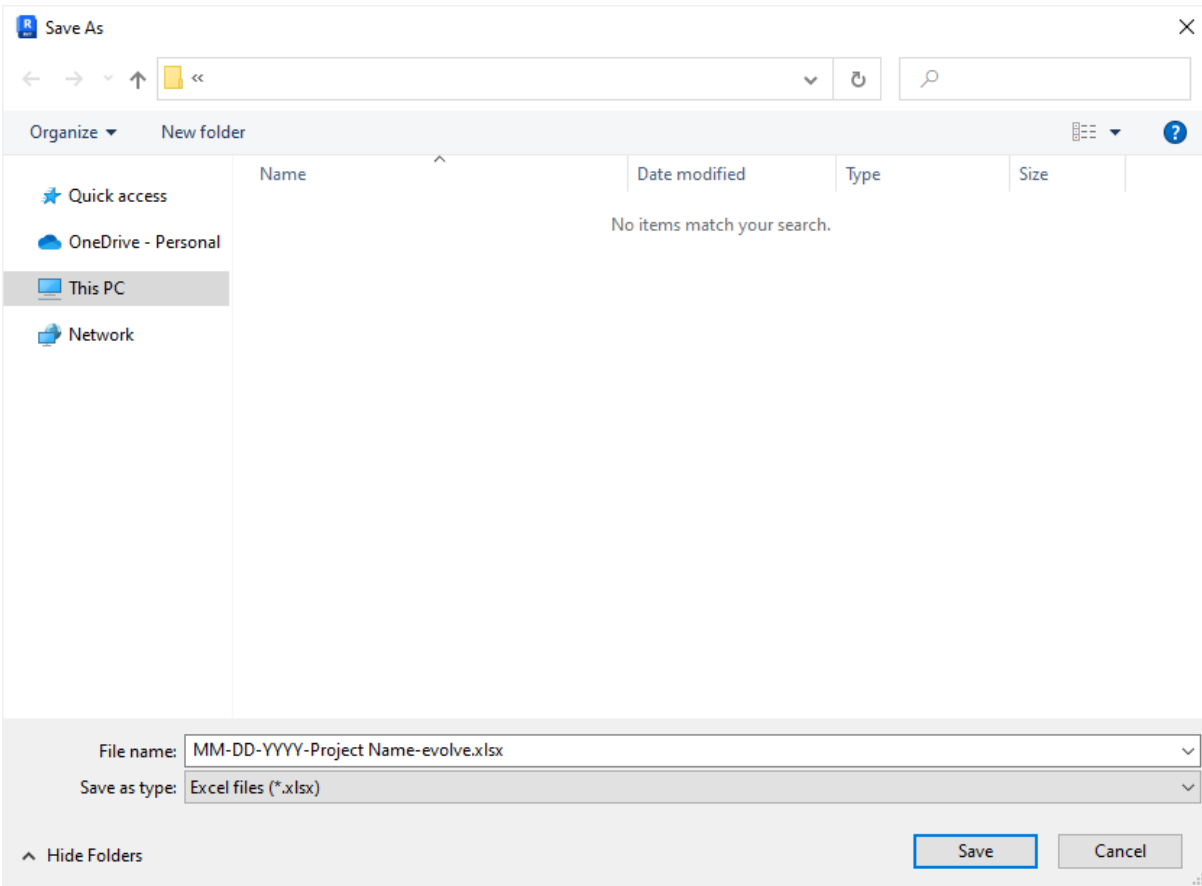 Save As
«
Organize
New folder
?
Name
Date modified
Type
Size
Quick access
No items match your search.
OneDrive - Personal
This PC
Network
File name: MM-DD-YYYY-Project Name-evolve.xlsx
Save as type: Excel files (*.xlsx)
Hide Folders
Save
Cancel